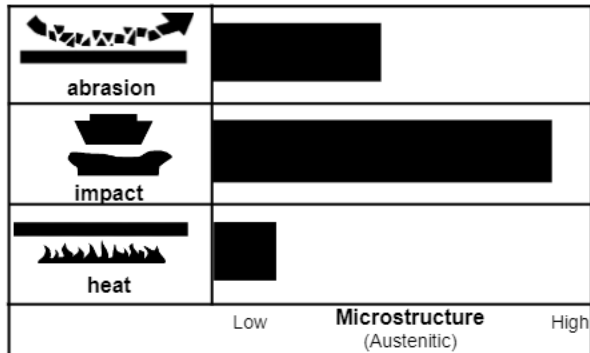 abrasion
impact
heat
Low Microstructure High
(Austenitic)